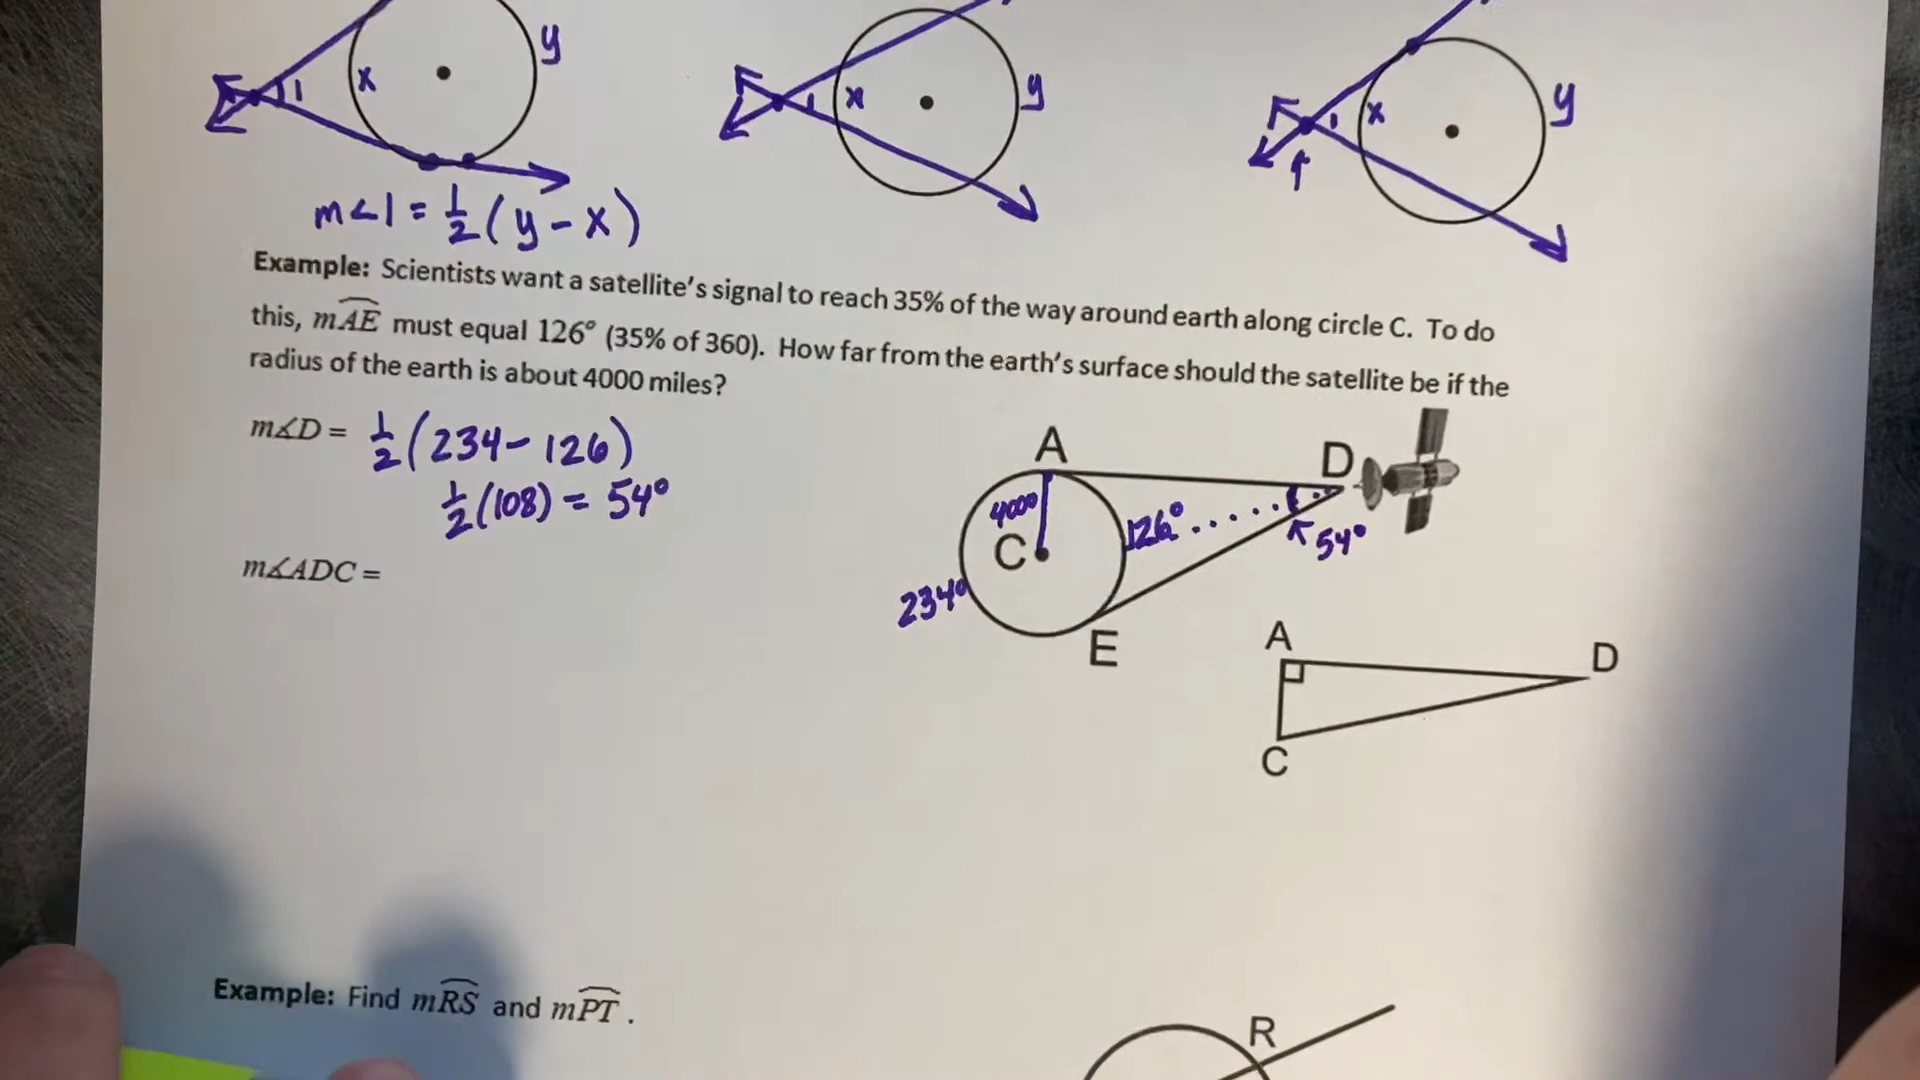 y
x
1
y
x
1
y
x
1
m∠1 = ½(y - x)
Example: Scientists want a satellite's signal to reach 35% of the way around earth along circle C. To do
this, mAE must equal 126° (35% of 360). How far from the earth's surface should the satellite be if the
radius of the earth is about 4000 miles?
m∡D = ½(234 - 126)
½(108) = 54°
m∡ADC =
A
D
4000
C
126°
54°
234°
E
A
D
C
Example: Find mRS and mPT.
R